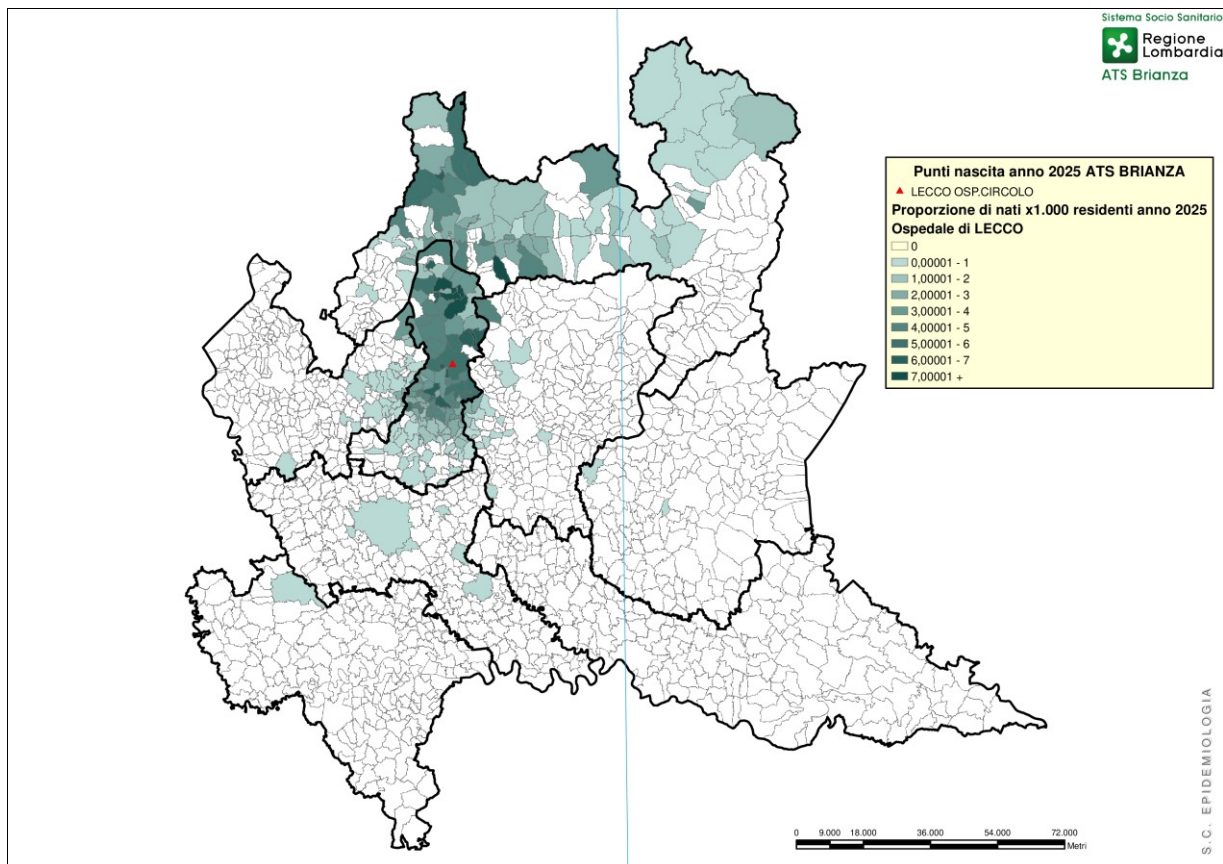 Sistema Socio Sanitario
Regione
Lombardia
ATS Brianza
Punti nascita anno 2025 ATS BRIANZA
LECCO OSP.CIRCOLO
Proporzione di nati x1.000 residenti anno 2025
Ospedale di LECCO
0
0,00001 - 1
1,00001 - 2
2,00001 - 3
3,00001 - 4
4,00001 - 5
5,00001 - 6
6,00001 - 7
7,00001 +
S.C. EPIDEMIOLOGIA
0 9.000 18.000 36.000 54.000 72.000
Metri